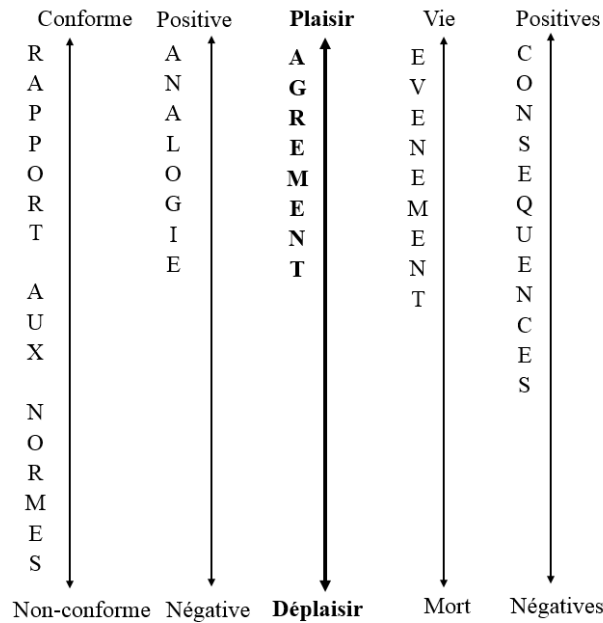 Conforme Positive Plaisir Vie Positives
RAPPORT AUX NORMES
ANALOGIE
AGREMENT
EVENEMENT
CONSEQUENCES
Non-conforme Négative Déplaisir Mort Négatives